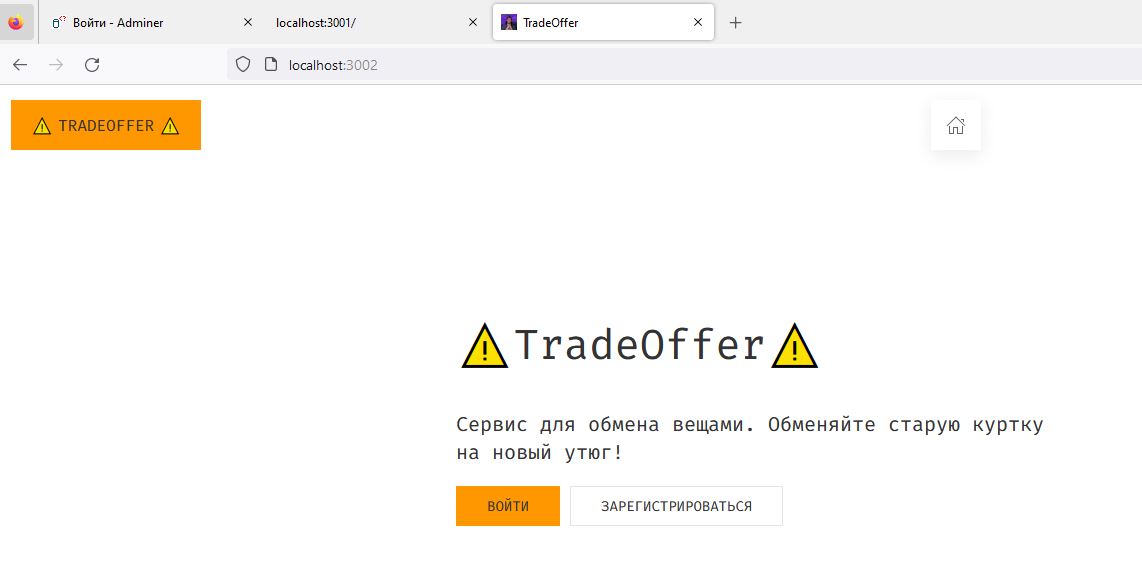 Войти - Adminer
localhost:3001/
TradeOffer
localhost:3002
⚠ TRADEOFFER ⚠
⚠TradeOffer⚠
Сервис для обмена вещами. Обменяйте старую куртку
на новый утюг!
ВОЙТИ
ЗАРЕГИСТРИРОВАТЬСЯ